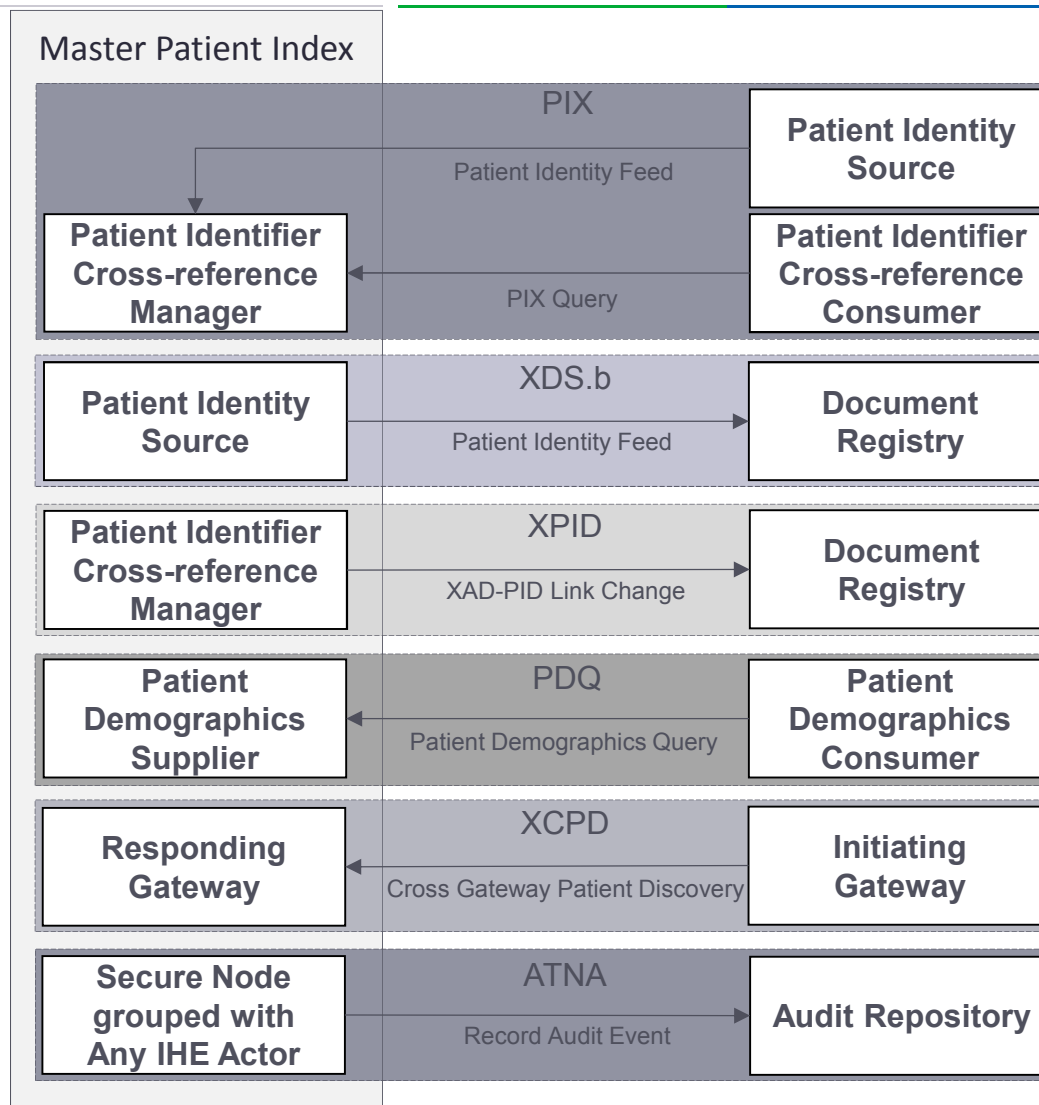 Master Patient Index
PIX
Patient Identity
Source
Patient Identity Feed
Patient Identifier
Cross-reference
Manager
Patient Identifier
Cross-reference
Consumer
PIX Query
XDS.b
Patient Identity
Source
Patient Identity Feed
Document
Registry
XPID
Patient Identifier
Cross-reference
Manager
XAD-PID Link Change
Document
Registry
PDQ
Patient
Demographics
Supplier
Patient Demographics Query
Patient
Demographics
Consumer
XCPD
Responding
Gateway
Cross Gateway Patient Discovery
Initiating
Gateway
ATNA
Secure Node
grouped with
Any IHE Actor
Record Audit Event
Audit Repository